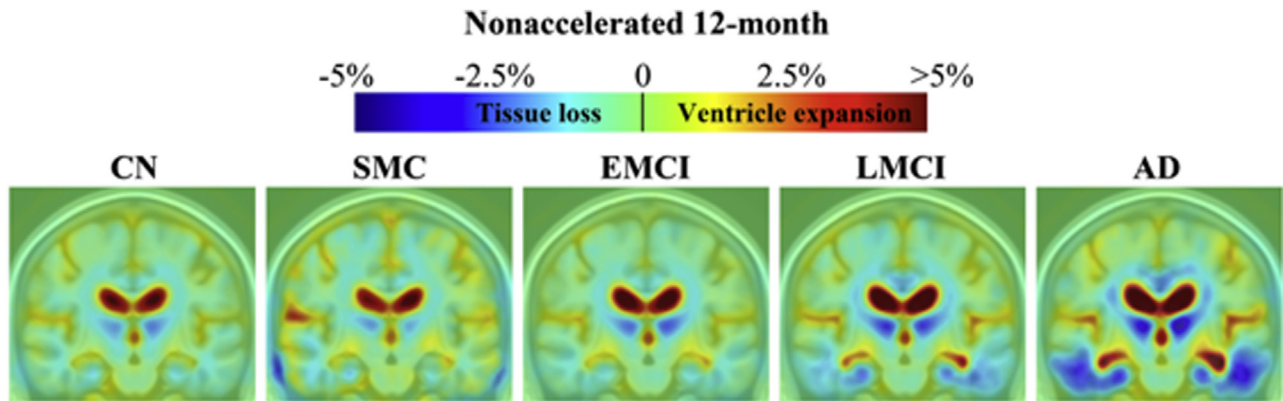 Nonaccelerated 12-month
-5% -2.5% 0 2.5% >5%
Tissue loss Ventricle expansion
CN SMC EMCI LMCI AD